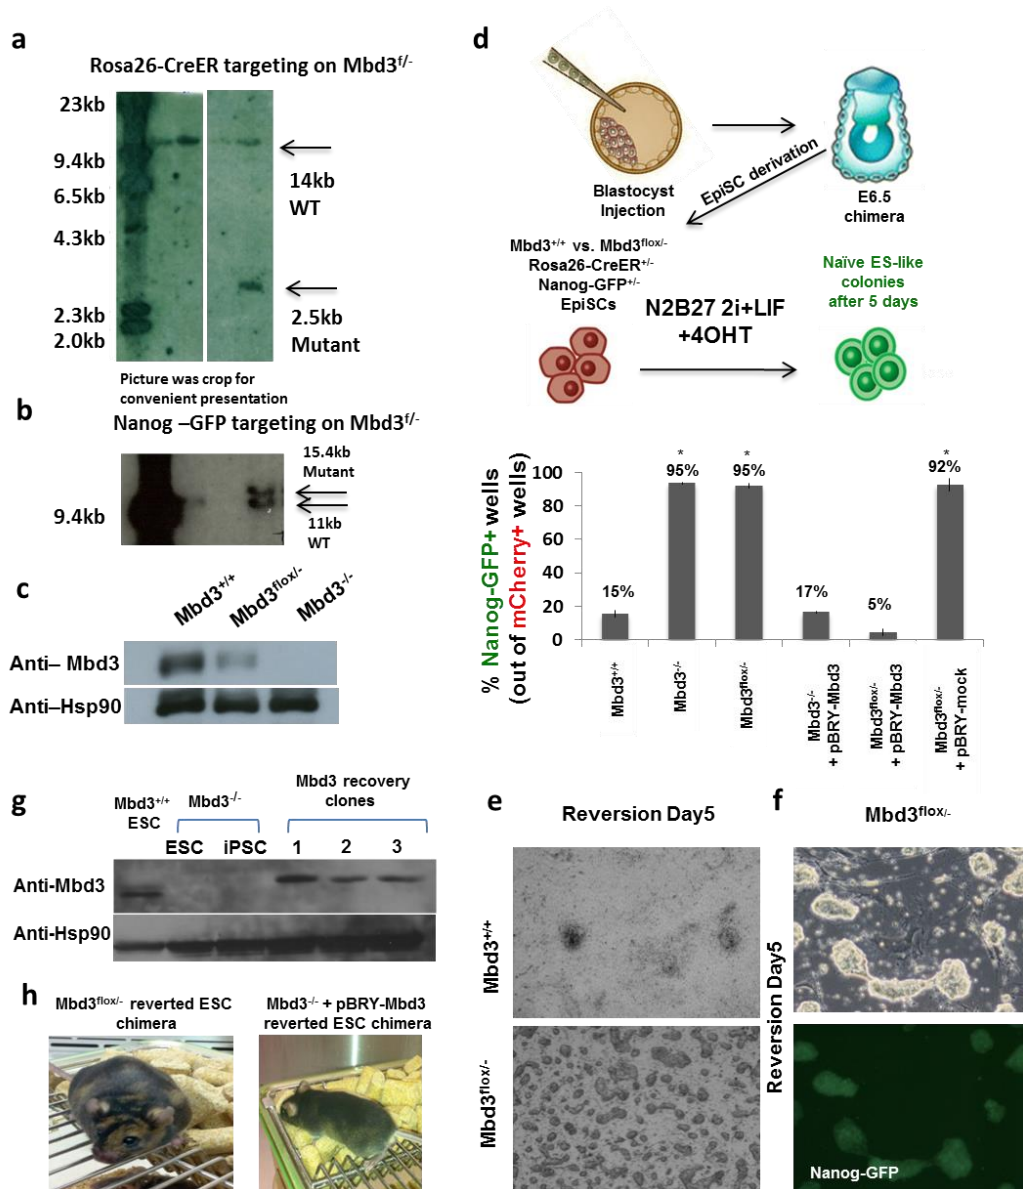 a
Rosa26-CreER targeting on Mbd3f/-
23kb
9.4kb
6.5kb
4.3kb
2.3kb
2.0kb
14kb
WT
2.5kb
Mutant
Picture was crop for
convenient presentation
b
Nanog –GFP targeting on Mbd3f/-
15.4kb
Mutant
9.4kb
11kb
WT
c
Mbd3+/+
Mbd3flox/-
Mbd3-/-
Anti– Mbd3
Anti–Hsp90
d
Blastocyst
Injection
EpiSC derivation
E6.5
chimera
Mbd3+/+ vs. Mbd3flox/-
Rosa26-CreER+/-
Nanog-GFP+/-
EpiSCs
N2B27 2i+LIF
+4OHT
Naïve ES-like
colonies
after 5 days
% Nanog-GFP+ wells
(out of mCherry+ wells)
100
80
60
40
20
0
15%
*
95%
*
95%
17%
5%
*
92%
Mbd3+/+
Mbd3-/-
Mbd3flox/-
Mbd3-/-
+ pBRY-Mbd3
Mbd3flox/-
+ pBRY-Mbd3
Mbd3flox/-
+ pBRY-mock
g
Mbd3+/+
ESC
Mbd3-/-
ESC
iPSC
Mbd3 recovery
clones
1
2
3
Anti-Mbd3
Anti-Hsp90
h
Mbd3flox/- reverted ESC
chimera
Mbd3-/- + pBRY-Mbd3
reverted ESC chimera
e
Reversion Day5
Mbd3+/+
Mbd3flox/-
f
Mbd3flox/-
Reversion Day5
Nanog-GFP